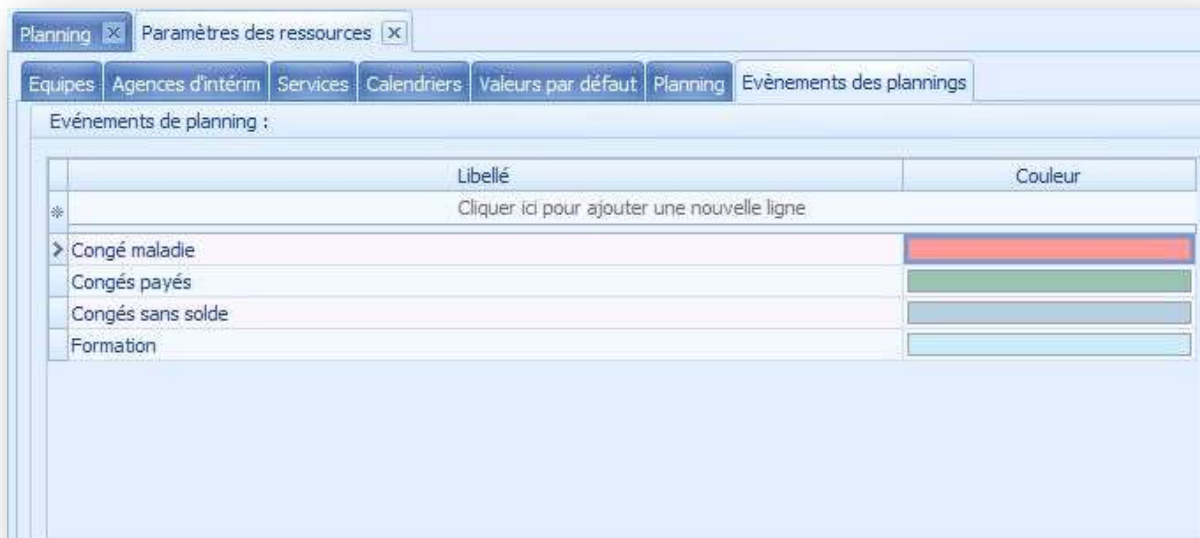 Planning Paramètres des ressources
Equipes Agences d'intérim Services Calendriers Valeurs par défaut Planning Evènements des plannings
Evénements de planning :
Libellé Couleur
Cliquer ici pour ajouter une nouvelle ligne
Congé maladie
Congés payés
Congés sans solde
Formation